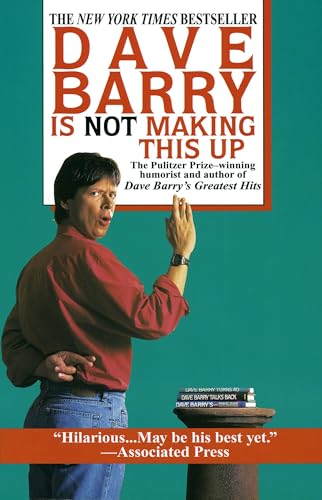 THE NEW YORK TIMES BESTSELLER
DAVE
BARRY
IS NOT MAKING
THIS UP
The Pulitzer Prize–winning
humorist and author of
Dave Barry's Greatest Hits
DAVE BARRY TURNS 40
DAVE BARRY TALKS BACK
DAVE BARRY'S
“Hilarious...May be his best yet.”
—Associated Press